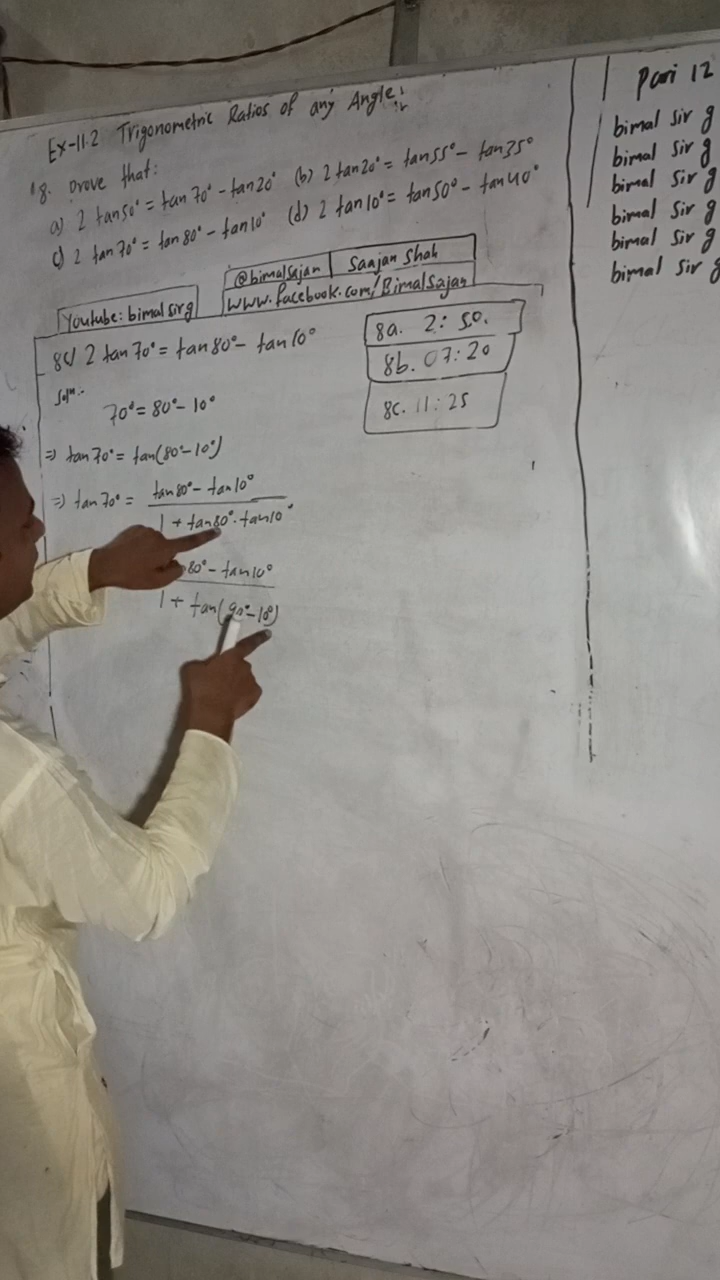 Ex-11.2 Trigonometric Ratios of any Angle:
8. Prove that:
a) 2 tan50° = tan 70° - tan20° (b) 2 tan20° = tan55° - tan35°
c) 2 tan70° = tan80° - tan10° (d) 2 tan10° = tan50° - tan40°
@bimalsajan | Saajan Shah
Youtube: bimalsirg
www.facebook.com/BimalSajan
8c) 2 tan70° = tan80° - tan10°
Solⁿ:-
70° = 80° - 10°
⇒ tan70° = tan(80° - 10°)
⇒ tan70° = tan80° - tan10°
1 + tan80°. tan10°
80° - tan10°
1 + tan(90° - 10°)
8a. 2: 50.
8b. 07:20
8c. 11:25
Pari 12
bimal sir g
bimal sir g
bimal sir g
bimal sir g
bimal sir g
bimal sir g